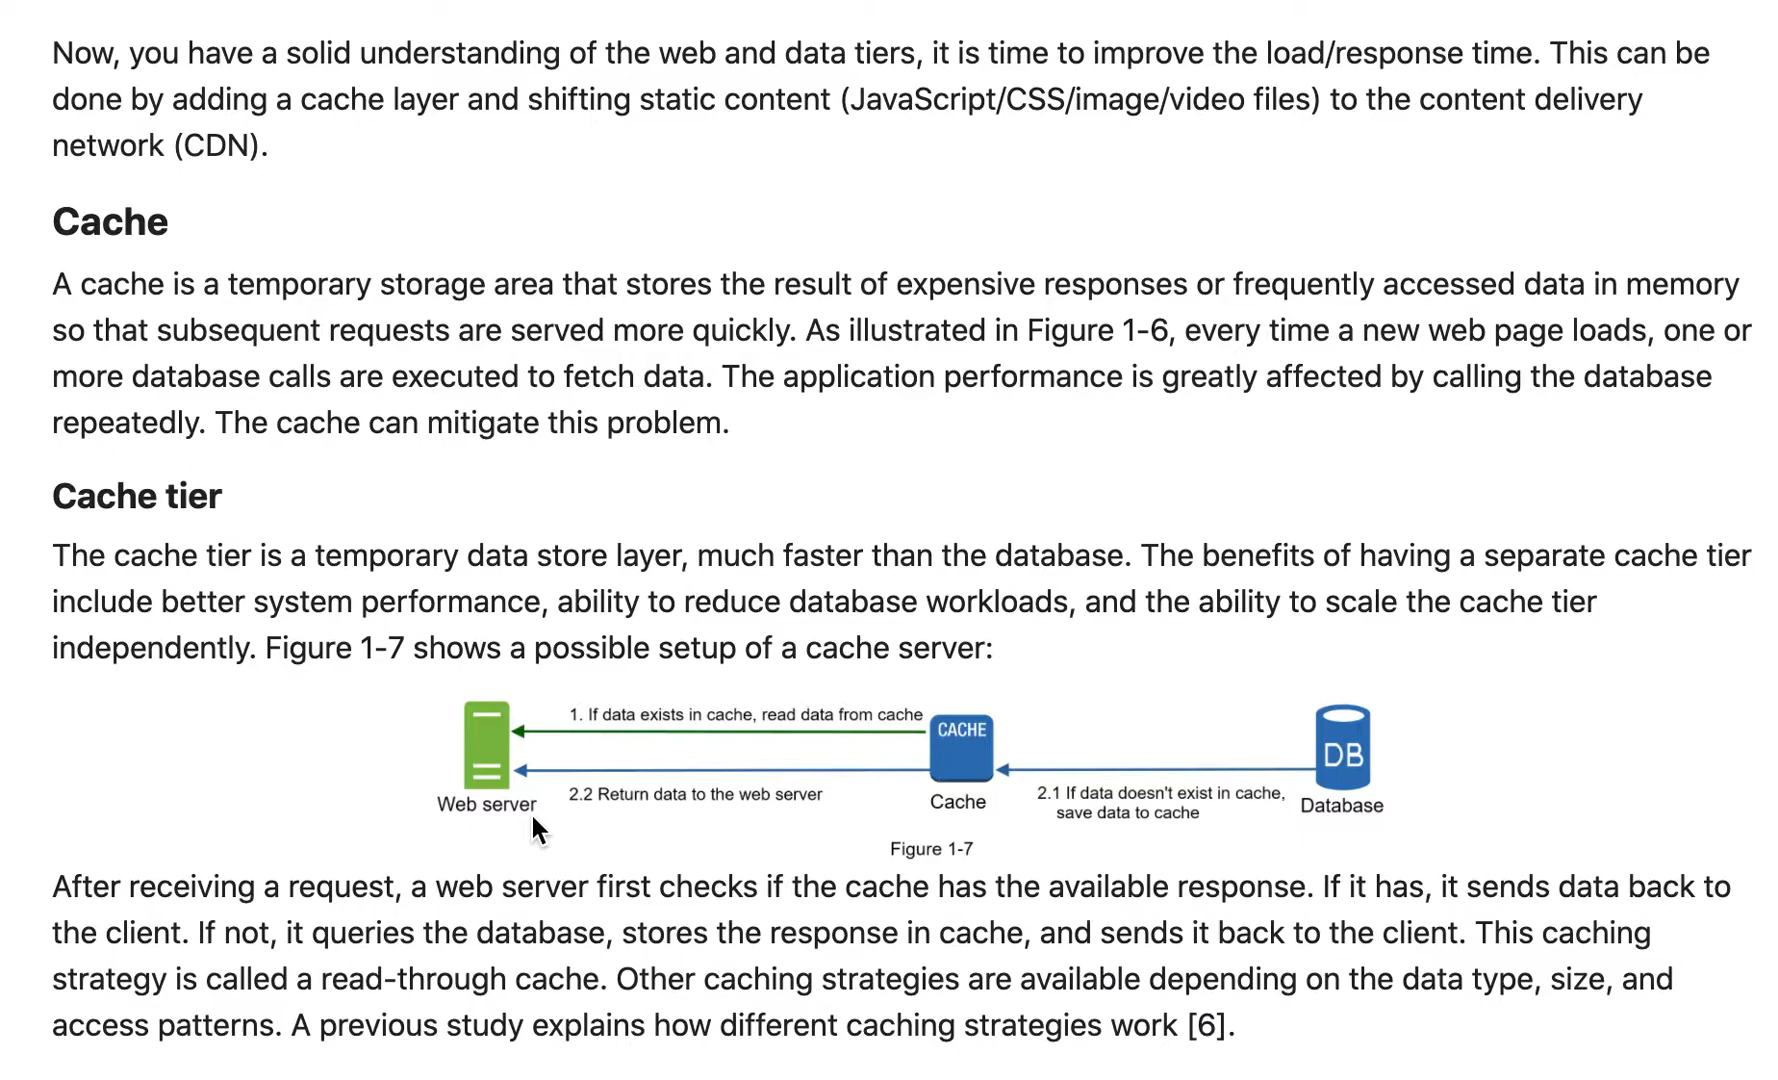 Now, you have a solid understanding of the web and data tiers, it is time to improve the load/response time. This can be
done by adding a cache layer and shifting static content (JavaScript/CSS/image/video files) to the content delivery
network (CDN).
Cache
A cache is a temporary storage area that stores the result of expensive responses or frequently accessed data in memory
so that subsequent requests are served more quickly. As illustrated in Figure 1-6, every time a new web page loads, one or
more database calls are executed to fetch data. The application performance is greatly affected by calling the database
repeatedly. The cache can mitigate this problem.
Cache tier
The cache tier is a temporary data store layer, much faster than the database. The benefits of having a separate cache tier
include better system performance, ability to reduce database workloads, and the ability to scale the cache tier
independently. Figure 1-7 shows a possible setup of a cache server:
1. If data exists in cache, read data from cache
CACHE
DB
2.2 Return data to the web server
2.1 If data doesn't exist in cache,
save data to cache
Web server
Cache
Database
Figure 1-7
After receiving a request, a web server first checks if the cache has the available response. If it has, it sends data back to
the client. If not, it queries the database, stores the response in cache, and sends it back to the client. This caching
strategy is called a read-through cache. Other caching strategies are available depending on the data type, size, and
access patterns. A previous study explains how different caching strategies work [6].